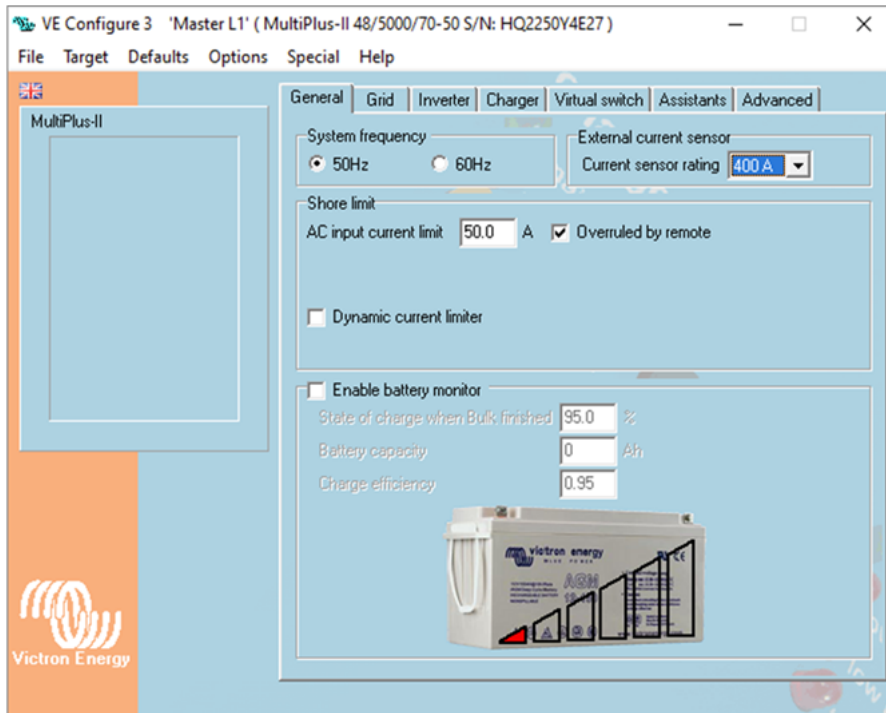 VE Configure 3 'Master L1' ( MultiPlus-II 48/5000/70-50 S/N: HQ2250Y4E27 )
File Target Defaults Options Special Help
MultiPlus-II
General Grid Inverter Charger Virtual switch Assistants Advanced
System frequency
50Hz 60Hz
External current sensor
Current sensor rating 400 A
Shore limit
AC input current limit 50.0 A Overruled by remote
Dynamic current limiter
Enable battery monitor
State of charge when Bulk finished 95.0 %
Battery capacity 0 Ah
Charge efficiency 0.95
victron energy
BLUE POWER
AGM
Victron Energy
low